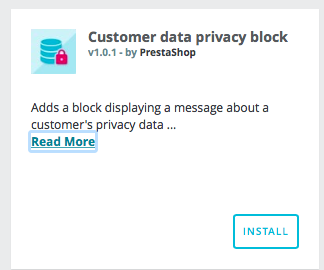 Customer data privacy block
v1.0.1 - by PrestaShop
Adds a block displaying a message about a
customer's privacy data ...
Read More
INSTALL